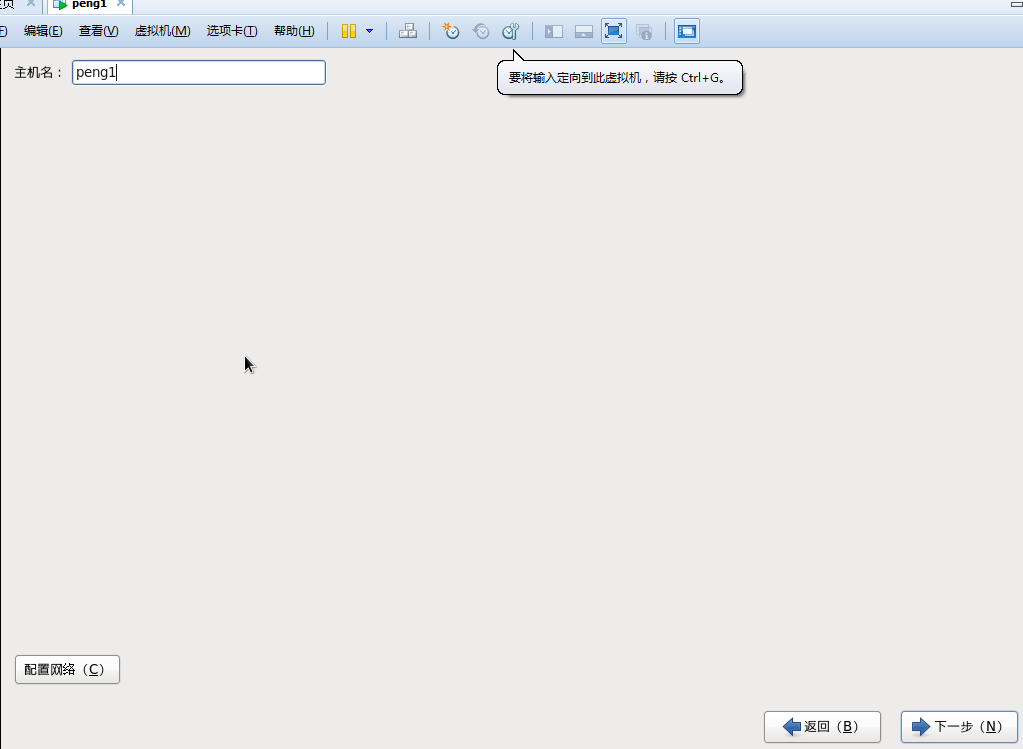 peng1
编辑(E) 查看(V) 虚拟机(M) 选项卡(T) 帮助(H)
主机名： peng1
要将输入定向到此虚拟机，请按 Ctrl+G。
配置网络（C）
返回（B） 下一步（N）